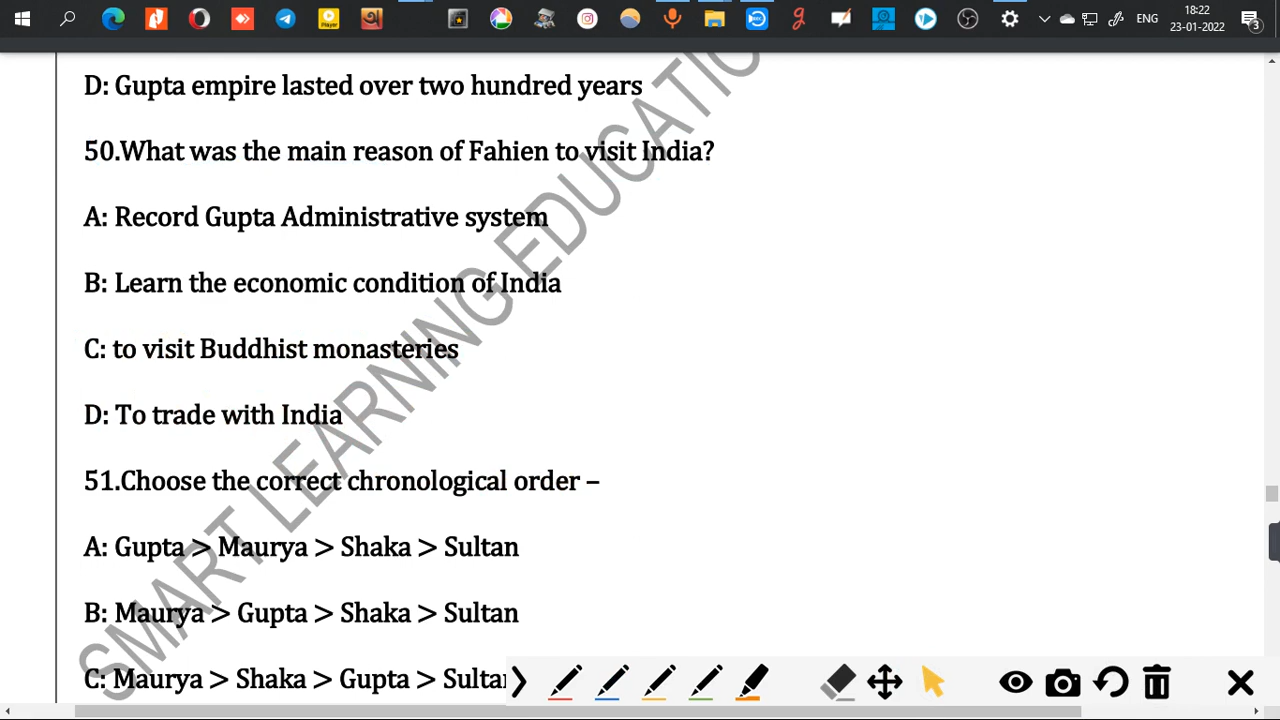 18:22
ENG
23-01-2022
3
Player
D: Gupta empire lasted over two hundred years
50.What was the main reason of Fahien to visit India?
A: Record Gupta Administrative system
B: Learn the economic condition of India
C: to visit Buddhist monasteries
D: To trade with India
51.Choose the correct chronological order –
A: Gupta > Maurya > Shaka > Sultan
B: Maurya > Gupta > Shaka > Sultan
C: Maurya > Shaka > Gupta > Sultan
SMART LEARNING EDUCATIO